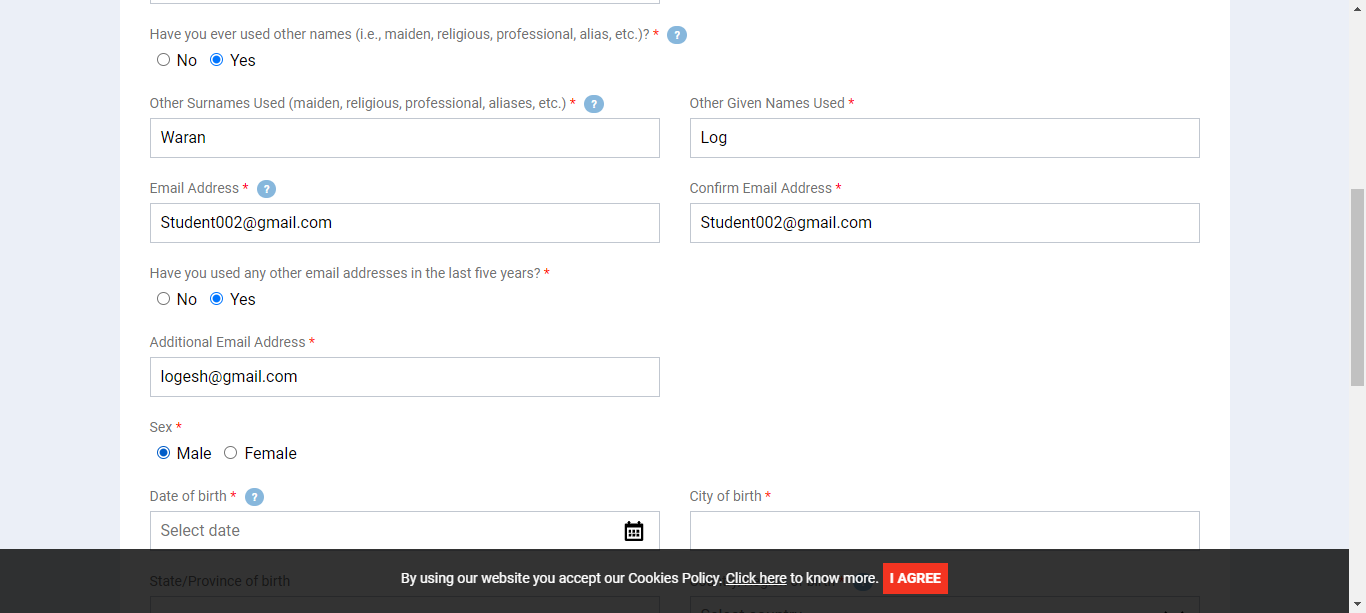 Have you ever used other names (i.e., maiden, religious, professional, alias, etc.)? * ?
No Yes
Other Surnames Used (maiden, religious, professional, aliases, etc.) * ?
Other Given Names Used *
Waran
Log
Email Address * ?
Confirm Email Address *
Student002@gmail.com
Student002@gmail.com
Have you used any other email addresses in the last five years? *
No Yes
Additional Email Address *
logesh@gmail.com
Sex *
Male Female
Date of birth * ?
City of birth *
Select date
State/Province of birth
By using our website you accept our Cookies Policy. Click here to know more. I AGREE
Select country